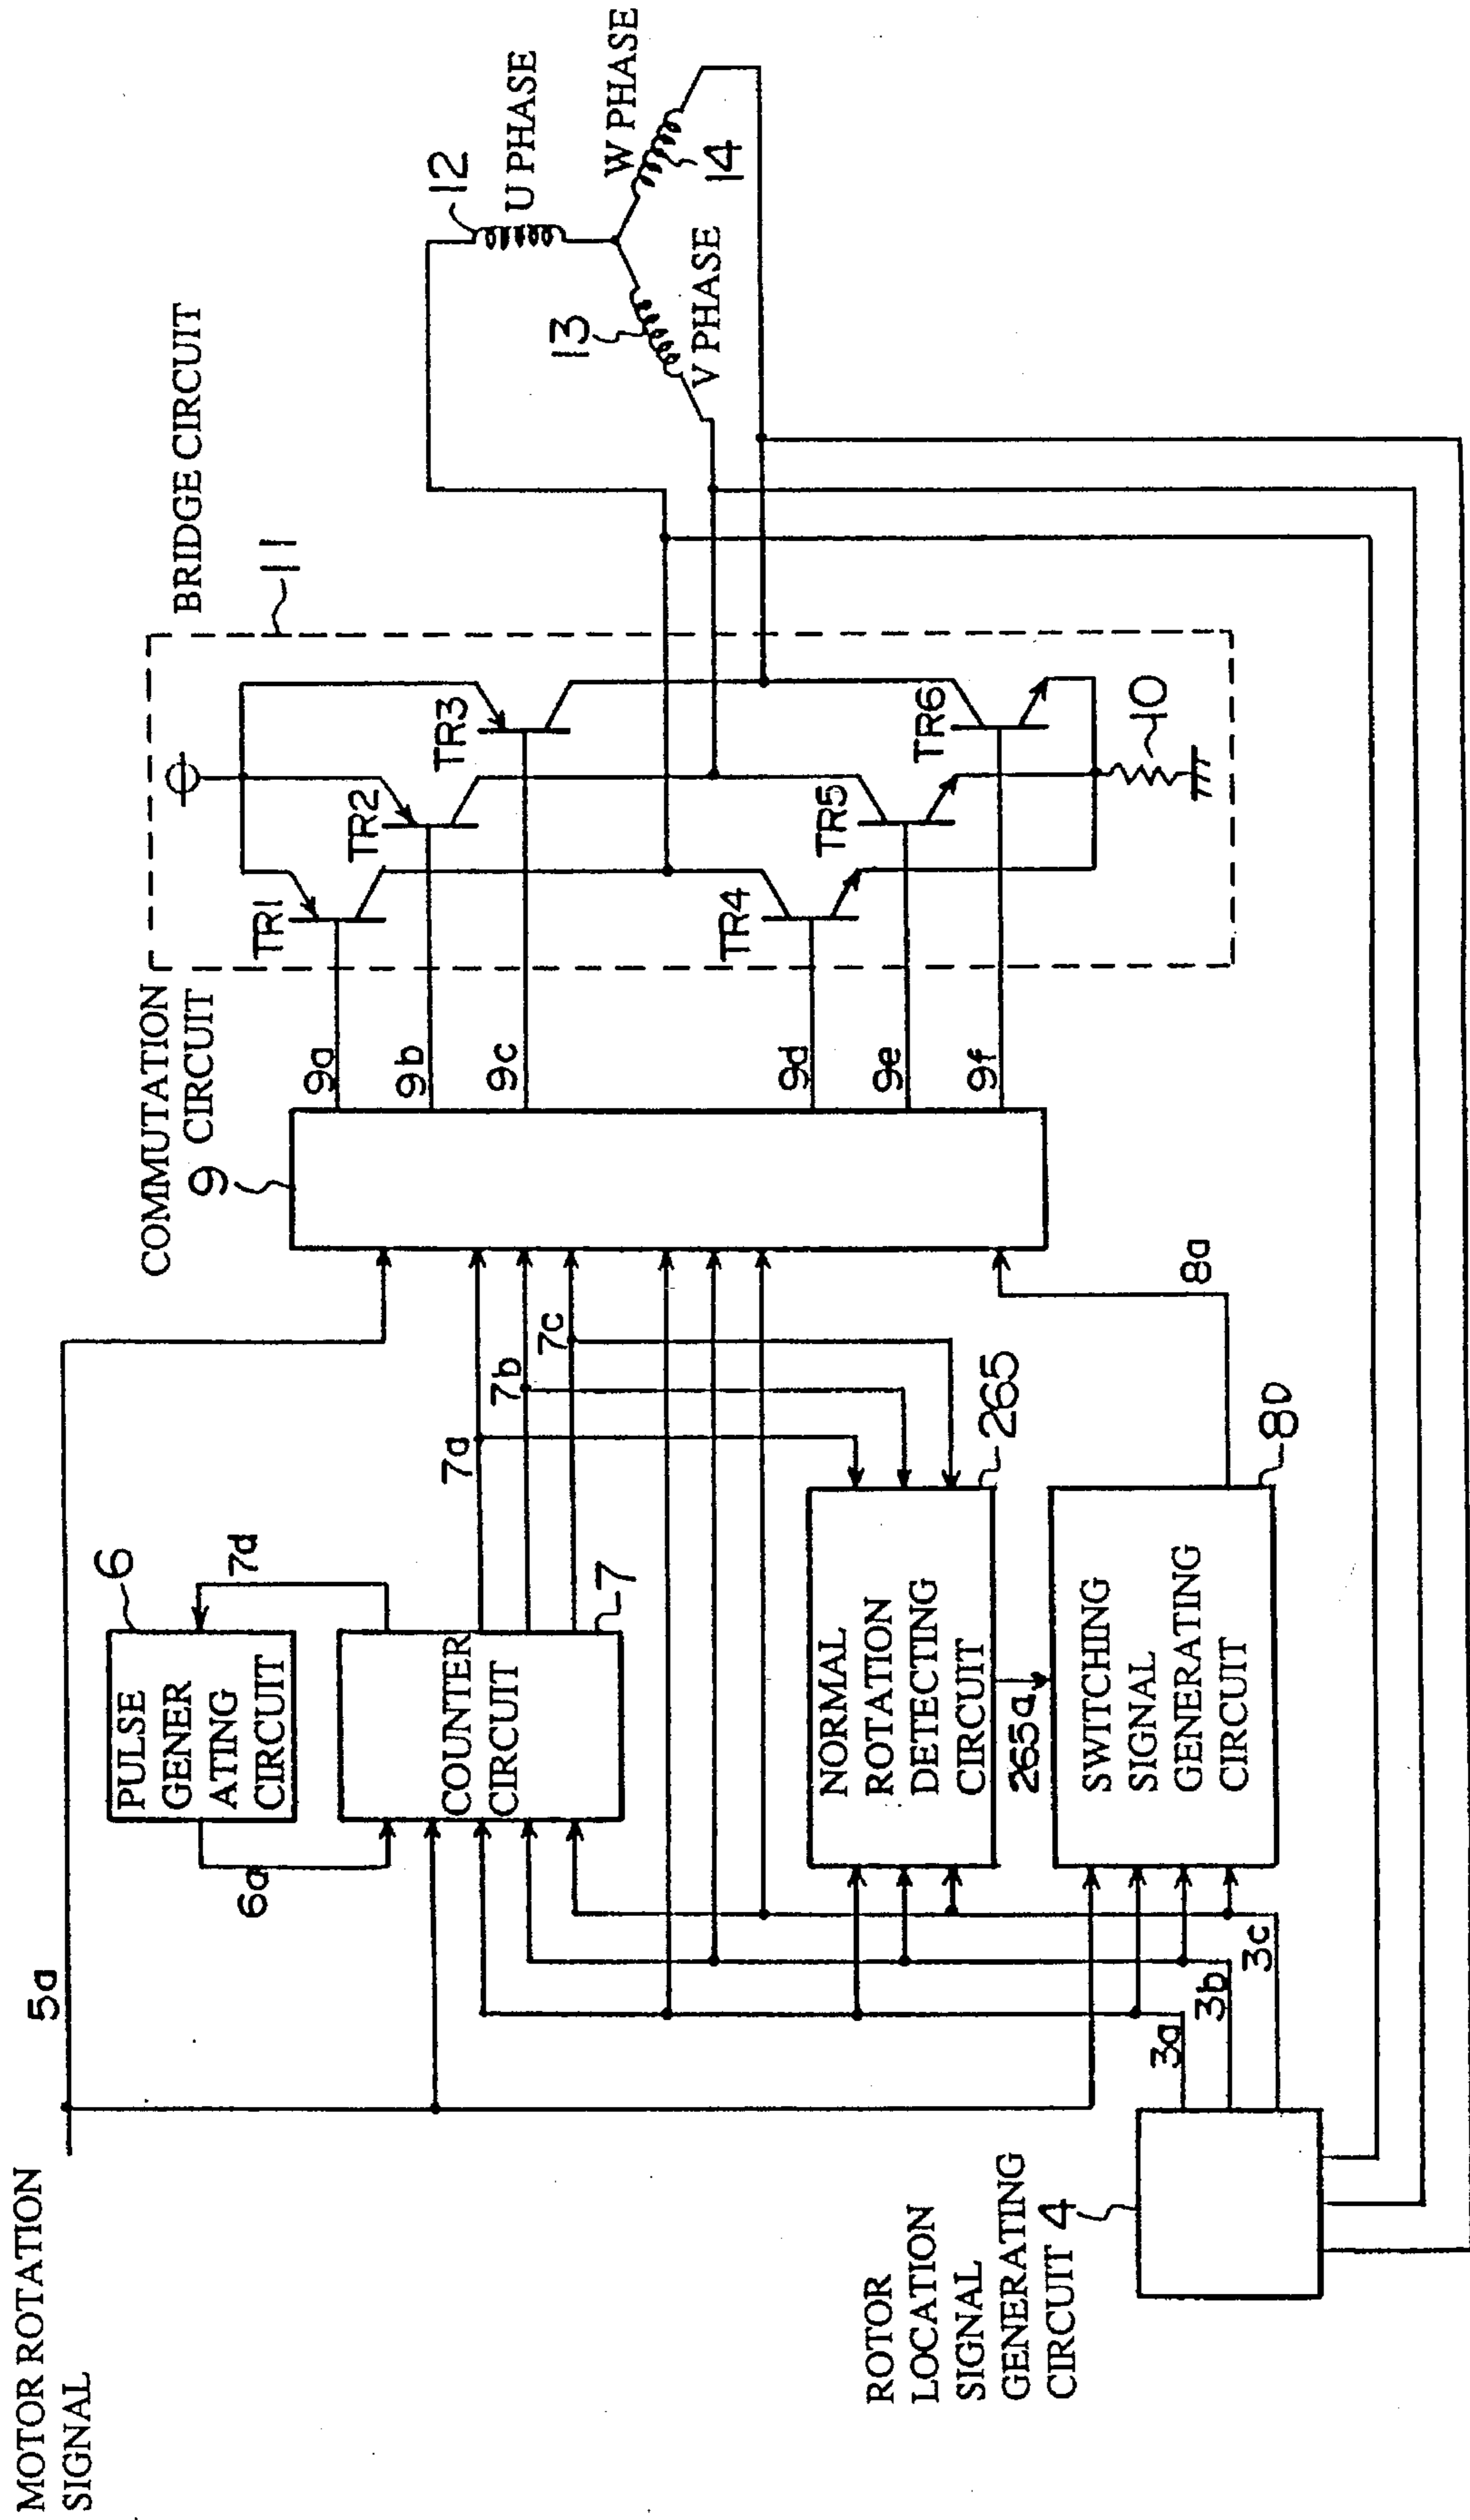 MOTOR ROTATION
SIGNAL
5a
6
PULSE
GENER
ATING
CIRCUIT
6a
7d
COUNTER
CIRCUIT
7
7a
7b
7c
COMMUTATION
CIRCUIT
9
9a
9b
9c
9d
9e
9f
BRIDGE CIRCUIT
11
TR1
TR2
TR3
TR4
TR5
TR6
10
12
U PHASE
13
V PHASE
W PHASE
14
NORMAL
ROTATION
DETECTING
CIRCUIT
265
265a
SWITCHING
SIGNAL
GENERATING
CIRCUIT
8D
8a
ROTOR
LOCATION
SIGNAL
GENERATING
CIRCUIT 4
3a
3b
3c